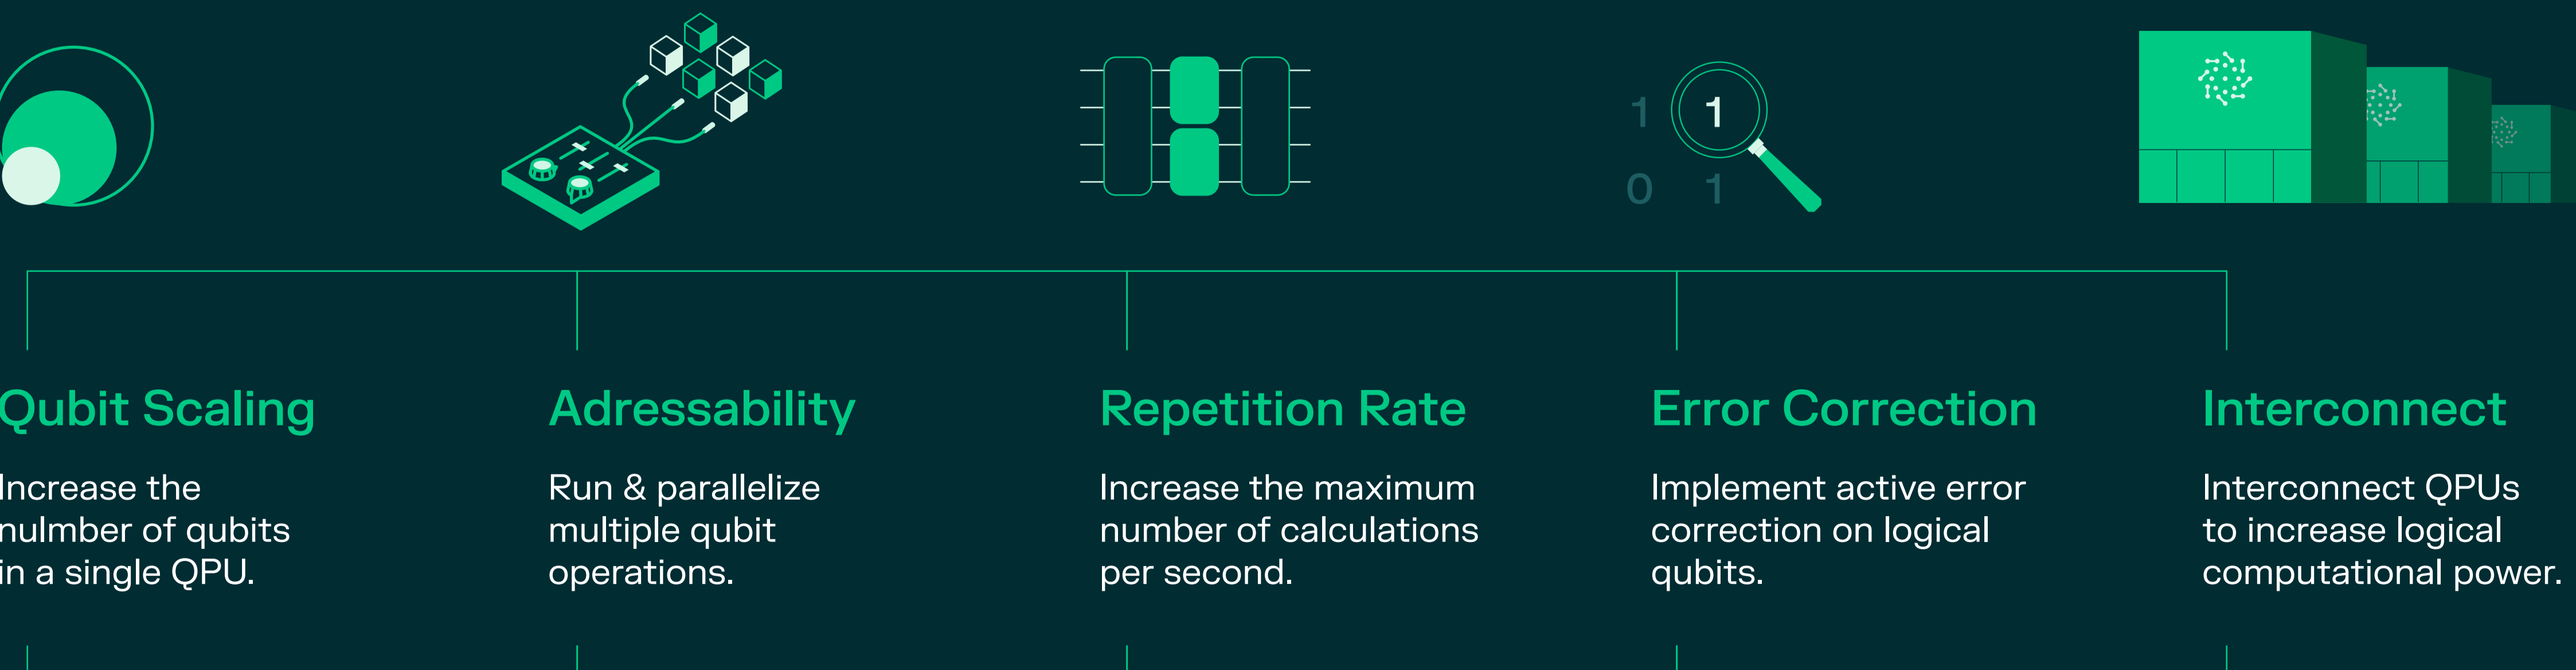 1 1
0 1
Qubit Scaling
Increase the
nulmber of qubits
in a single QPU.
Adressability
Run & parallelize
multiple qubit
operations.
Repetition Rate
Increase the maximum
number of calculations
per second.
Error Correction
Implement active error
correction on logical
qubits.
Interconnect
Interconnect QPUs
to increase logical
computational power.